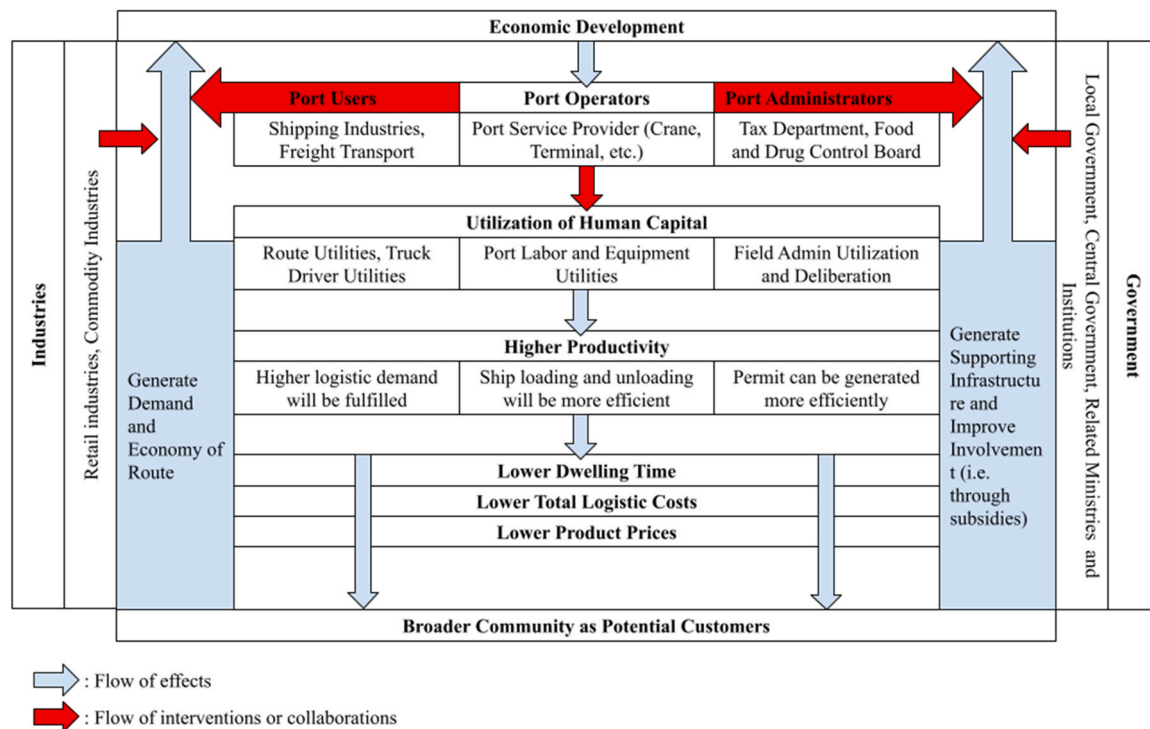 Economic Development
Industries
Retail industries, Commodity Industries
Port Users
Port Operators
Port Administrators
Shipping Industries,
Freight Transport
Port Service Provider (Crane,
Terminal, etc.)
Tax Department, Food
and Drug Control Board
Utilization of Human Capital
Route Utilities, Truck
Driver Utilities
Port Labor and Equipment
Utilities
Field Admin Utilization
and Deliberation
Higher Productivity
Higher logistic demand
will be fulfilled
Ship loading and unloading
will be more efficient
Permit can be generated
more efficiently
Generate
Demand
and
Economy of
Route
Lower Dwelling Time
Lower Total Logistic Costs
Lower Product Prices
Generate
Supporting
Infrastructu
re and
Improve
Involvemen
t (i.e.
through
subsidies)
Local Government, Central Government, Related Ministries and
Institutions
Government
Broader Community as Potential Customers
: Flow of effects
: Flow of interventions or collaborations